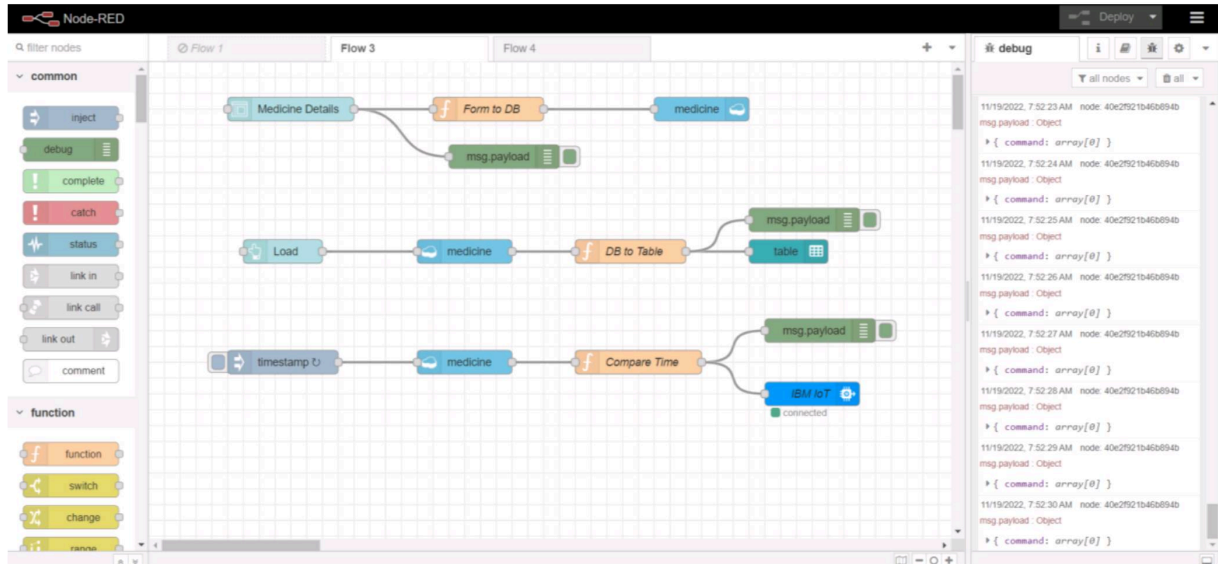 Node-RED
Deploy
filter nodes
Flow 1
Flow 3
Flow 4
debug
i
all nodes
all
common
inject
debug
complete
catch
status
link in
link call
link out
comment
function
function
switch
change
range
Medicine Details
Form to DB
medicine
msg.payload
msg.payload
Load
medicine
DB to Table
table
msg.payload
timestamp ↻
medicine
Compare Time
IBM IoT
connected
11/19/2022, 7:52:23 AM node: 40e2f921b46b894b
msg.payload : Object
{ command: array[0] }
11/19/2022, 7:52:24 AM node: 40e2f921b46b894b
msg.payload : Object
{ command: array[0] }
11/19/2022, 7:52:25 AM node: 40e2f921b46b894b
msg.payload : Object
{ command: array[0] }
11/19/2022, 7:52:26 AM node: 40e2f921b46b894b
msg.payload : Object
{ command: array[0] }
11/19/2022, 7:52:27 AM node: 40e2f921b46b894b
msg.payload : Object
{ command: array[0] }
11/19/2022, 7:52:28 AM node: 40e2f921b46b894b
msg.payload : Object
{ command: array[0] }
11/19/2022, 7:52:29 AM node: 40e2f921b46b894b
msg.payload : Object
{ command: array[0] }
11/19/2022, 7:52:30 AM node: 40e2f921b46b894b
msg.payload : Object
{ command: array[0] }